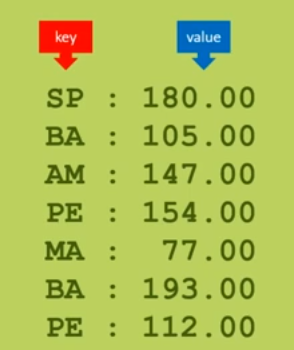 key value
SP : 180.00
BA : 105.00
AM : 147.00
PE : 154.00
MA : 77.00
BA : 193.00
PE : 112.00